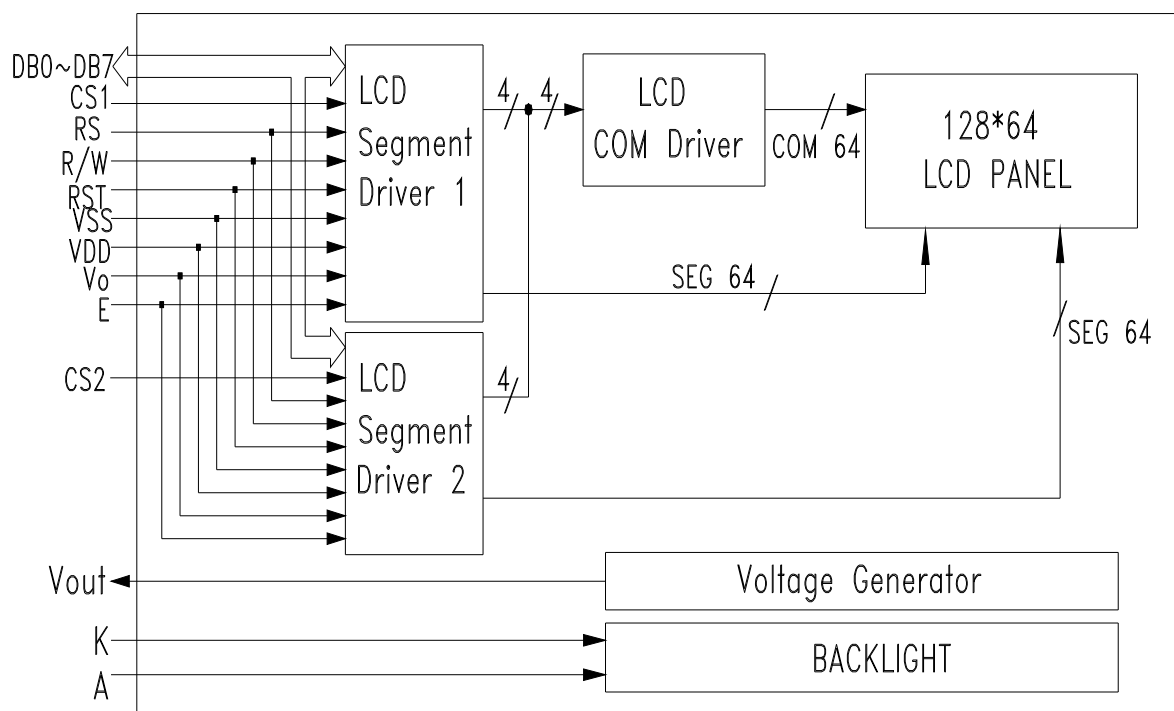 DB0~DB7
CS1
RS
R/W
RST
VSS
VDD
Vo
E
CS2
LCD
Segment
Driver 1
LCD
Segment
Driver 2
4
4
4
LCD
COM Driver
COM 64
128*64
LCD PANEL
SEG 64
SEG 64
Vout
Voltage Generator
K
A
BACKLIGHT